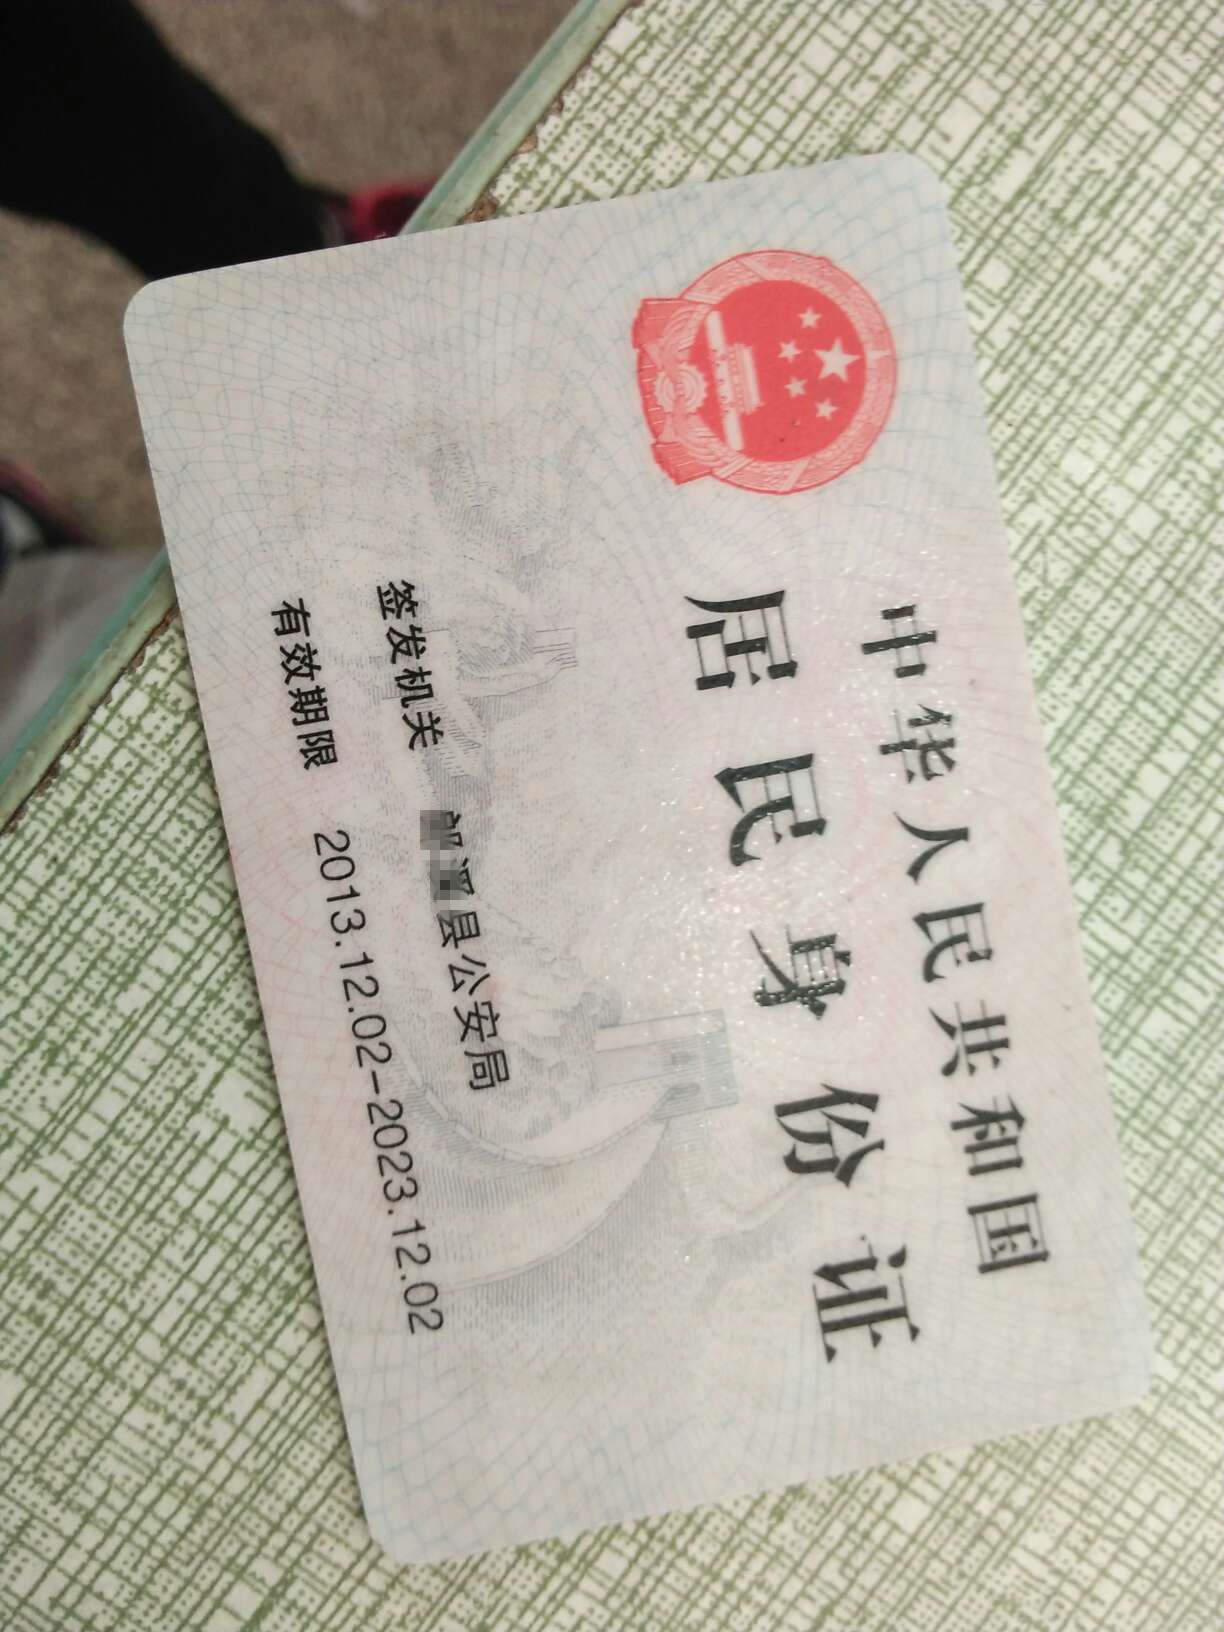 中华人民共和国
居民身份证
签发机关 县公安局
有效期限 2013.12.02-2023.12.02